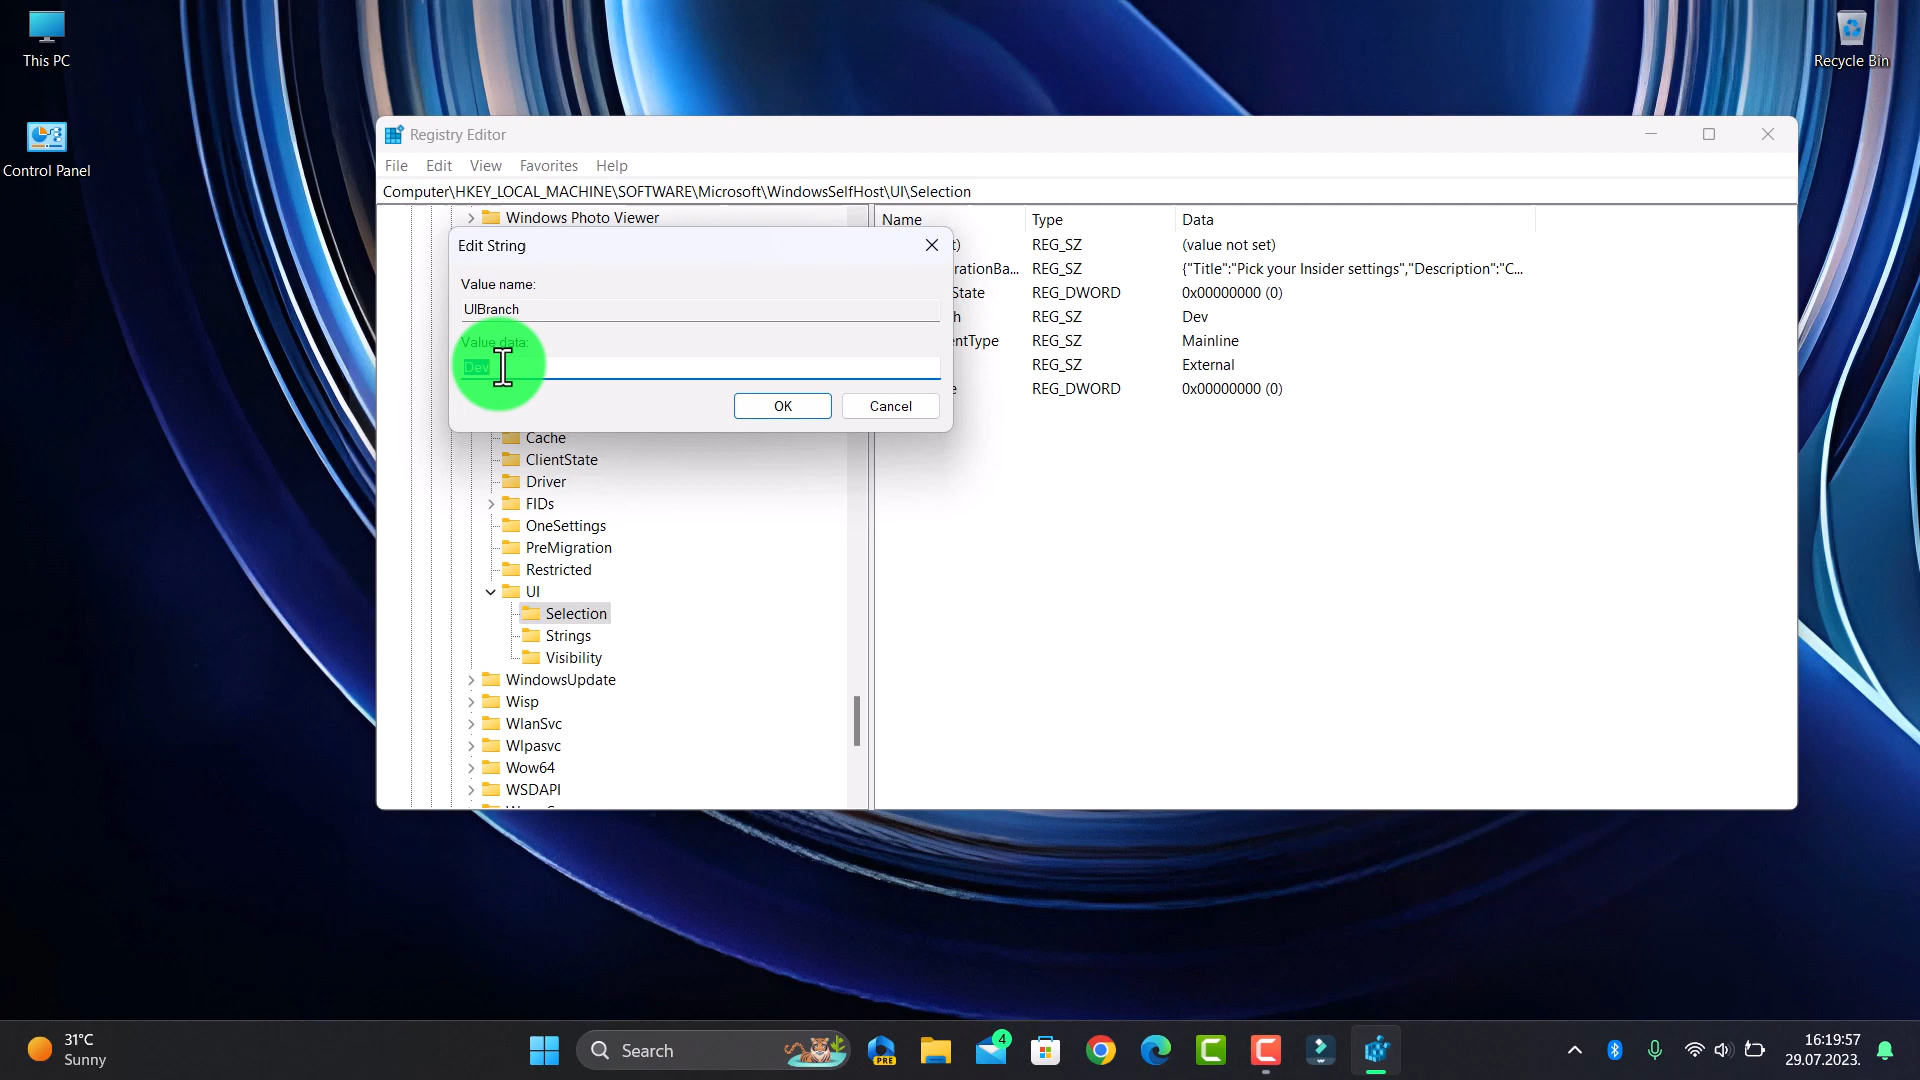 This PC
Recycle Bin
Control Panel
Registry Editor
File Edit View Favorites Help
Computer\HKEY_LOCAL_MACHINE\SOFTWARE\Microsoft\WindowsSelfHost\UI\Selection
Windows Photo Viewer
Edit String
Value name:
UIBranch
Value data:
Dev
OK
Cancel
Cache
ClientState
Driver
FIDs
OneSettings
PreMigration
Restricted
UI
Selection
Strings
Visibility
WindowsUpdate
Wisp
WlanSvc
Wlpasvc
Wow64
WSDAPI
Name Type Data
t) REG_SZ (value not set)
rationBa... REG_SZ {"Title":"Pick your Insider settings","Description":"C...
State REG_DWORD 0x00000000 (0)
h REG_SZ Dev
entType REG_SZ Mainline
REG_SZ External
e REG_DWORD 0x00000000 (0)
31°C
Sunny
Search
PRE
4
16:19:57
29.07.2023.